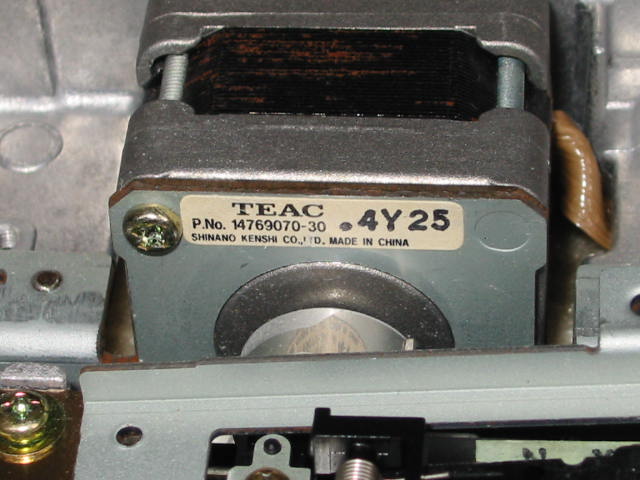 TEAC
P.No. 14769070-30 .4Y25
SHINANO KENSHI CO.,LTD. MADE IN CHINA